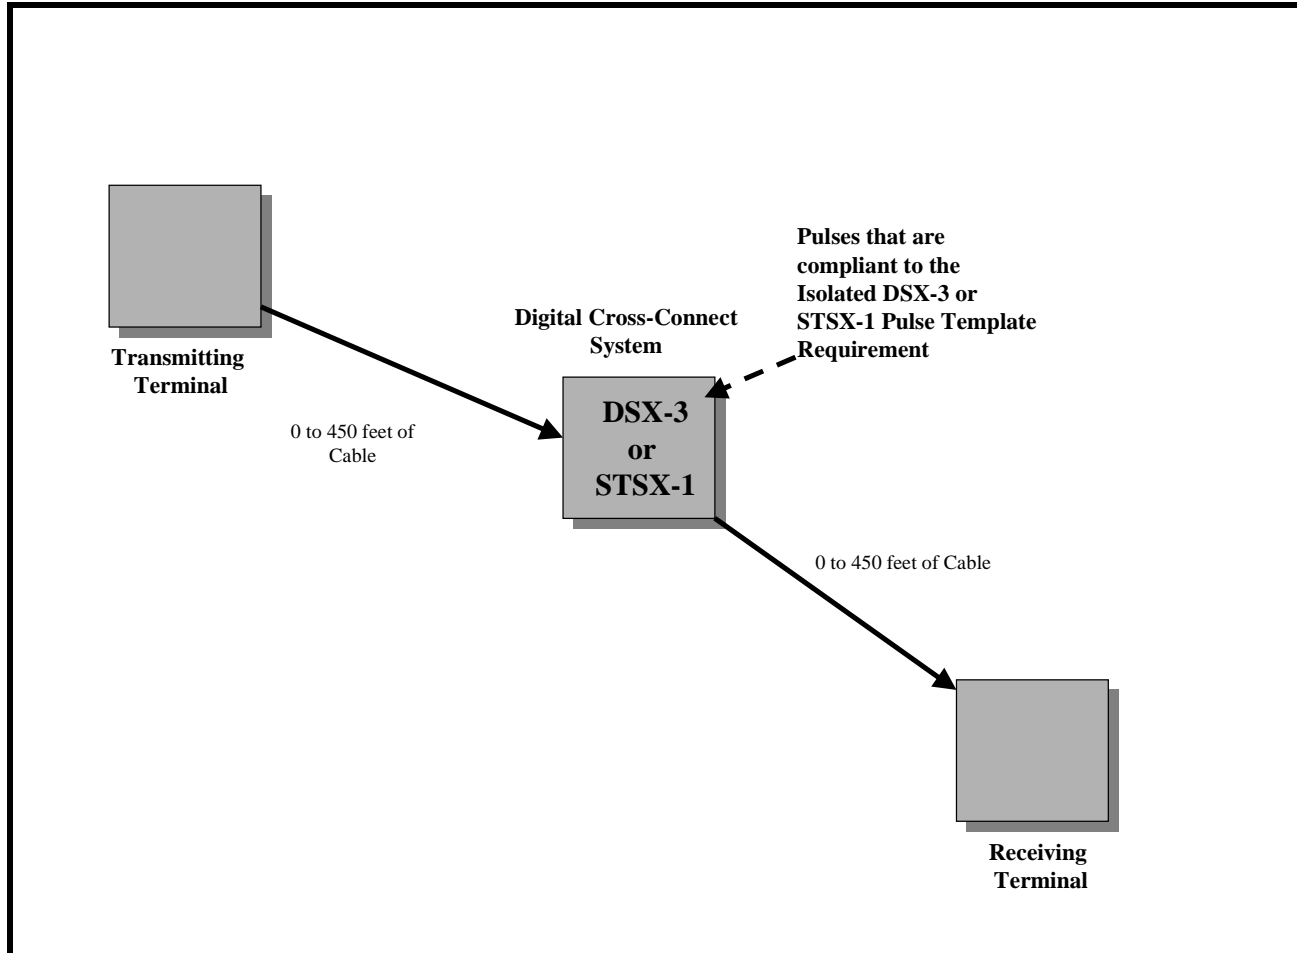 Pulses that are
compliant to the
Isolated DSX-3 or
STSX-1 Pulse Template
Requirement
Digital Cross-Connect
System
Transmitting
Terminal
DSX-3
or
STSX-1
0 to 450 feet of
Cable
0 to 450 feet of Cable
Receiving
Terminal